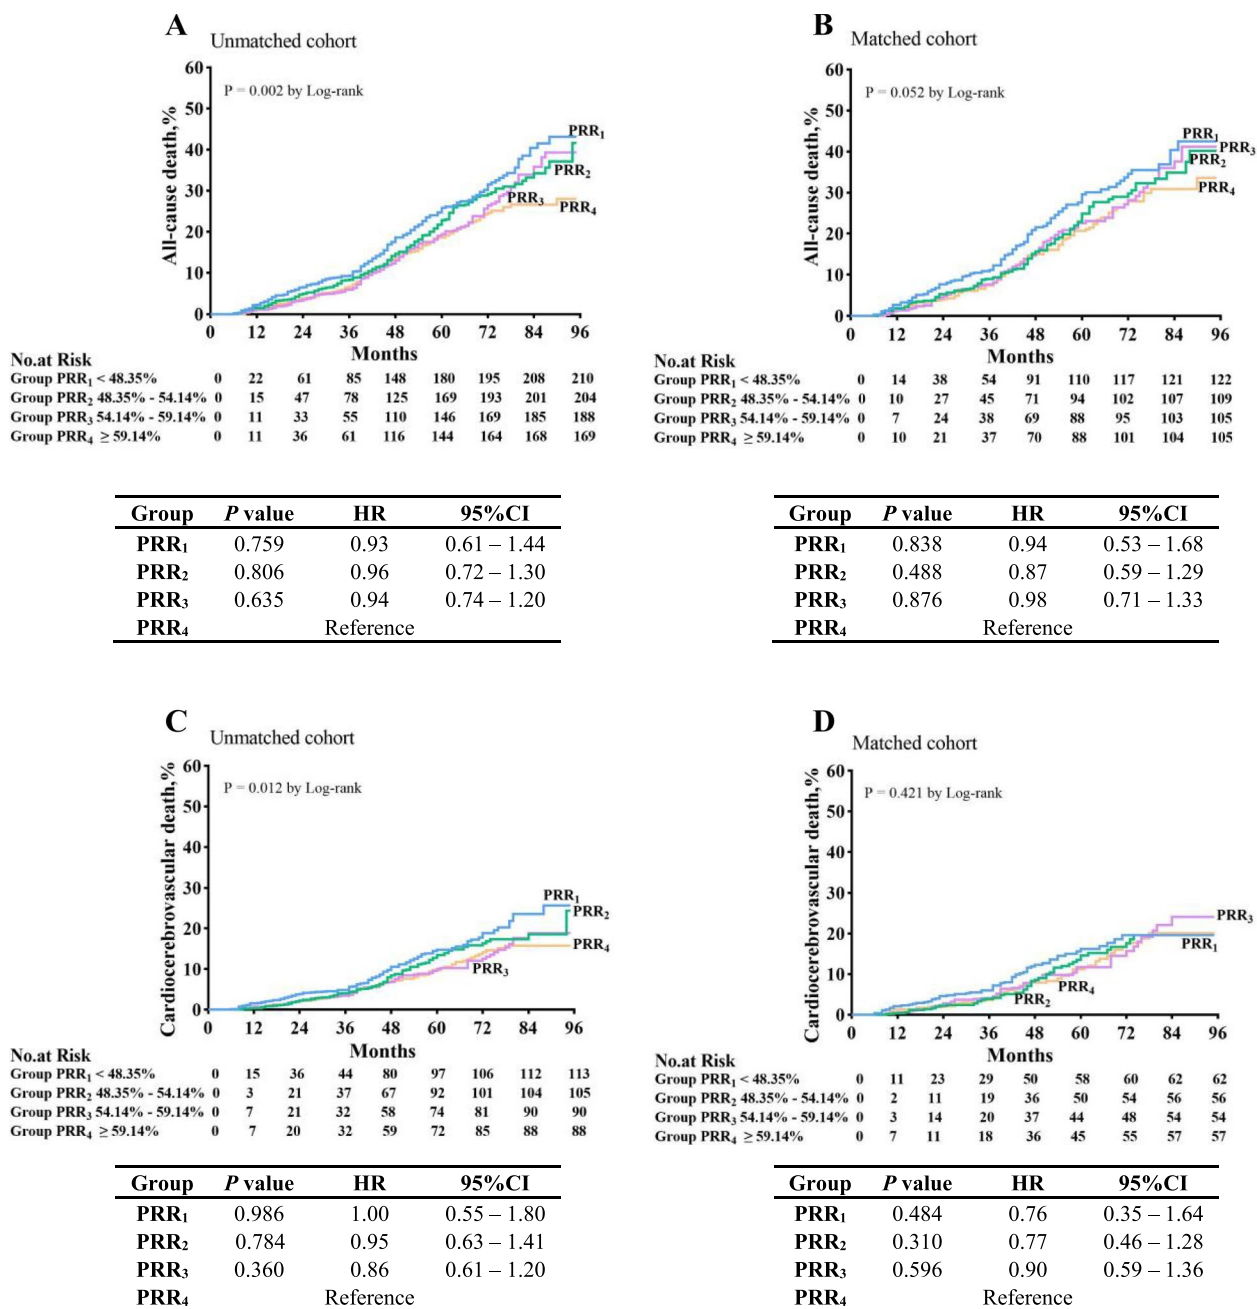 A
Unmatched cohort
P = 0.002 by Log-rank
All-cause death,%
60
50
40
30
20
10
0
PRR1
PRR2
PRR3
PRR4
0 12 24 36 48 60 72 84 96
Months
No.at Risk
Group PRR1 < 48.35% 0 22 61 85 148 180 195 208 210
Group PRR2 48.35% - 54.14% 0 15 47 78 125 169 193 201 204
Group PRR3 54.14% - 59.14% 0 11 33 55 110 146 169 185 188
Group PRR4 ≥ 59.14% 0 11 36 61 116 144 164 168 169
Group P value HR 95%CI
PRR1 0.759 0.93 0.61 – 1.44
PRR2 0.806 0.96 0.72 – 1.30
PRR3 0.635 0.94 0.74 – 1.20
PRR4 Reference
B
Matched cohort
P = 0.052 by Log-rank
All-cause death,%
60
50
40
30
20
10
0
PRR1
PRR3
PRR2
PRR4
0 12 24 36 48 60 72 84 96
Months
No.at Risk
Group PRR1 < 48.35% 0 14 38 54 91 110 117 121 122
Group PRR2 48.35% - 54.14% 0 10 27 45 71 94 102 107 109
Group PRR3 54.14% - 59.14% 0 7 24 38 69 88 95 103 105
Group PRR4 ≥ 59.14% 0 10 21 37 70 88 101 104 105
Group P value HR 95%CI
PRR1 0.838 0.94 0.53 – 1.68
PRR2 0.488 0.87 0.59 – 1.29
PRR3 0.876 0.98 0.71 – 1.33
PRR4 Reference
C
Unmatched cohort
P = 0.012 by Log-rank
Cardiocerebrovascular death,%
60
50
40
30
20
10
0
PRR1
PRR2
PRR4
PRR3
0 12 24 36 48 60 72 84 96
Months
No.at Risk
Group PRR1 < 48.35% 0 15 36 44 80 97 106 112 113
Group PRR2 48.35% - 54.14% 0 3 21 37 67 92 101 104 105
Group PRR3 54.14% - 59.14% 0 7 21 32 58 74 81 90 90
Group PRR4 ≥ 59.14% 0 7 20 32 59 72 85 88 88
Group P value HR 95%CI
PRR1 0.986 1.00 0.55 – 1.80
PRR2 0.784 0.95 0.63 – 1.41
PRR3 0.360 0.86 0.61 – 1.20
PRR4 Reference
D
Matched cohort
P = 0.421 by Log-rank
Cardiocerebrovascular death,%
60
50
40
30
20
10
0
PRR3
PRR1
PRR4
PRR2
0 12 24 36 48 60 72 84 96
Months
No.at Risk
Group PRR1 < 48.35% 0 11 23 29 50 58 60 62 62
Group PRR2 48.35% - 54.14% 0 2 11 19 36 50 54 56 56
Group PRR3 54.14% - 59.14% 0 3 14 20 37 44 48 54 54
Group PRR4 ≥ 59.14% 0 7 11 18 36 45 55 57 57
Group P value HR 95%CI
PRR1 0.484 0.76 0.35 – 1.64
PRR2 0.310 0.77 0.46 – 1.28
PRR3 0.596 0.90 0.59 – 1.36
PRR4 Reference